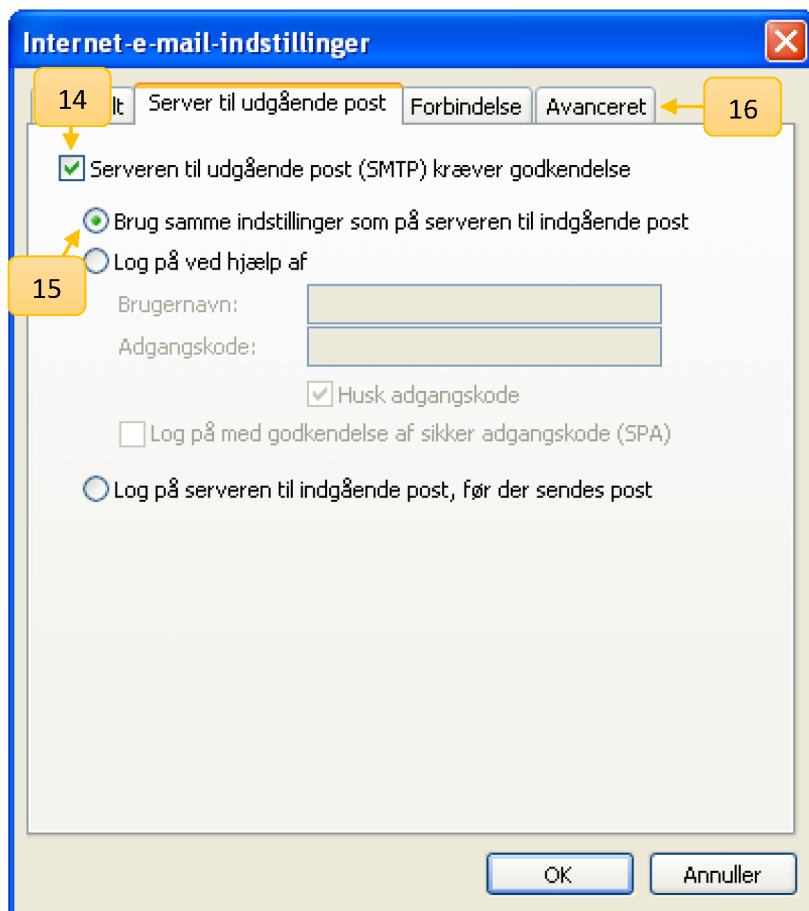 Internet-e-mail-indstillinger
14
lt Server til udgående post Forbindelse Avanceret
16
Serveren til udgående post (SMTP) kræver godkendelse
Brug samme indstillinger som på serveren til indgående post
Log på ved hjælp af
15
Brugernavn:
Adgangskode:
Husk adgangskode
Log på med godkendelse af sikker adgangskode (SPA)
Log på serveren til indgående post, før der sendes post
OK Annuller